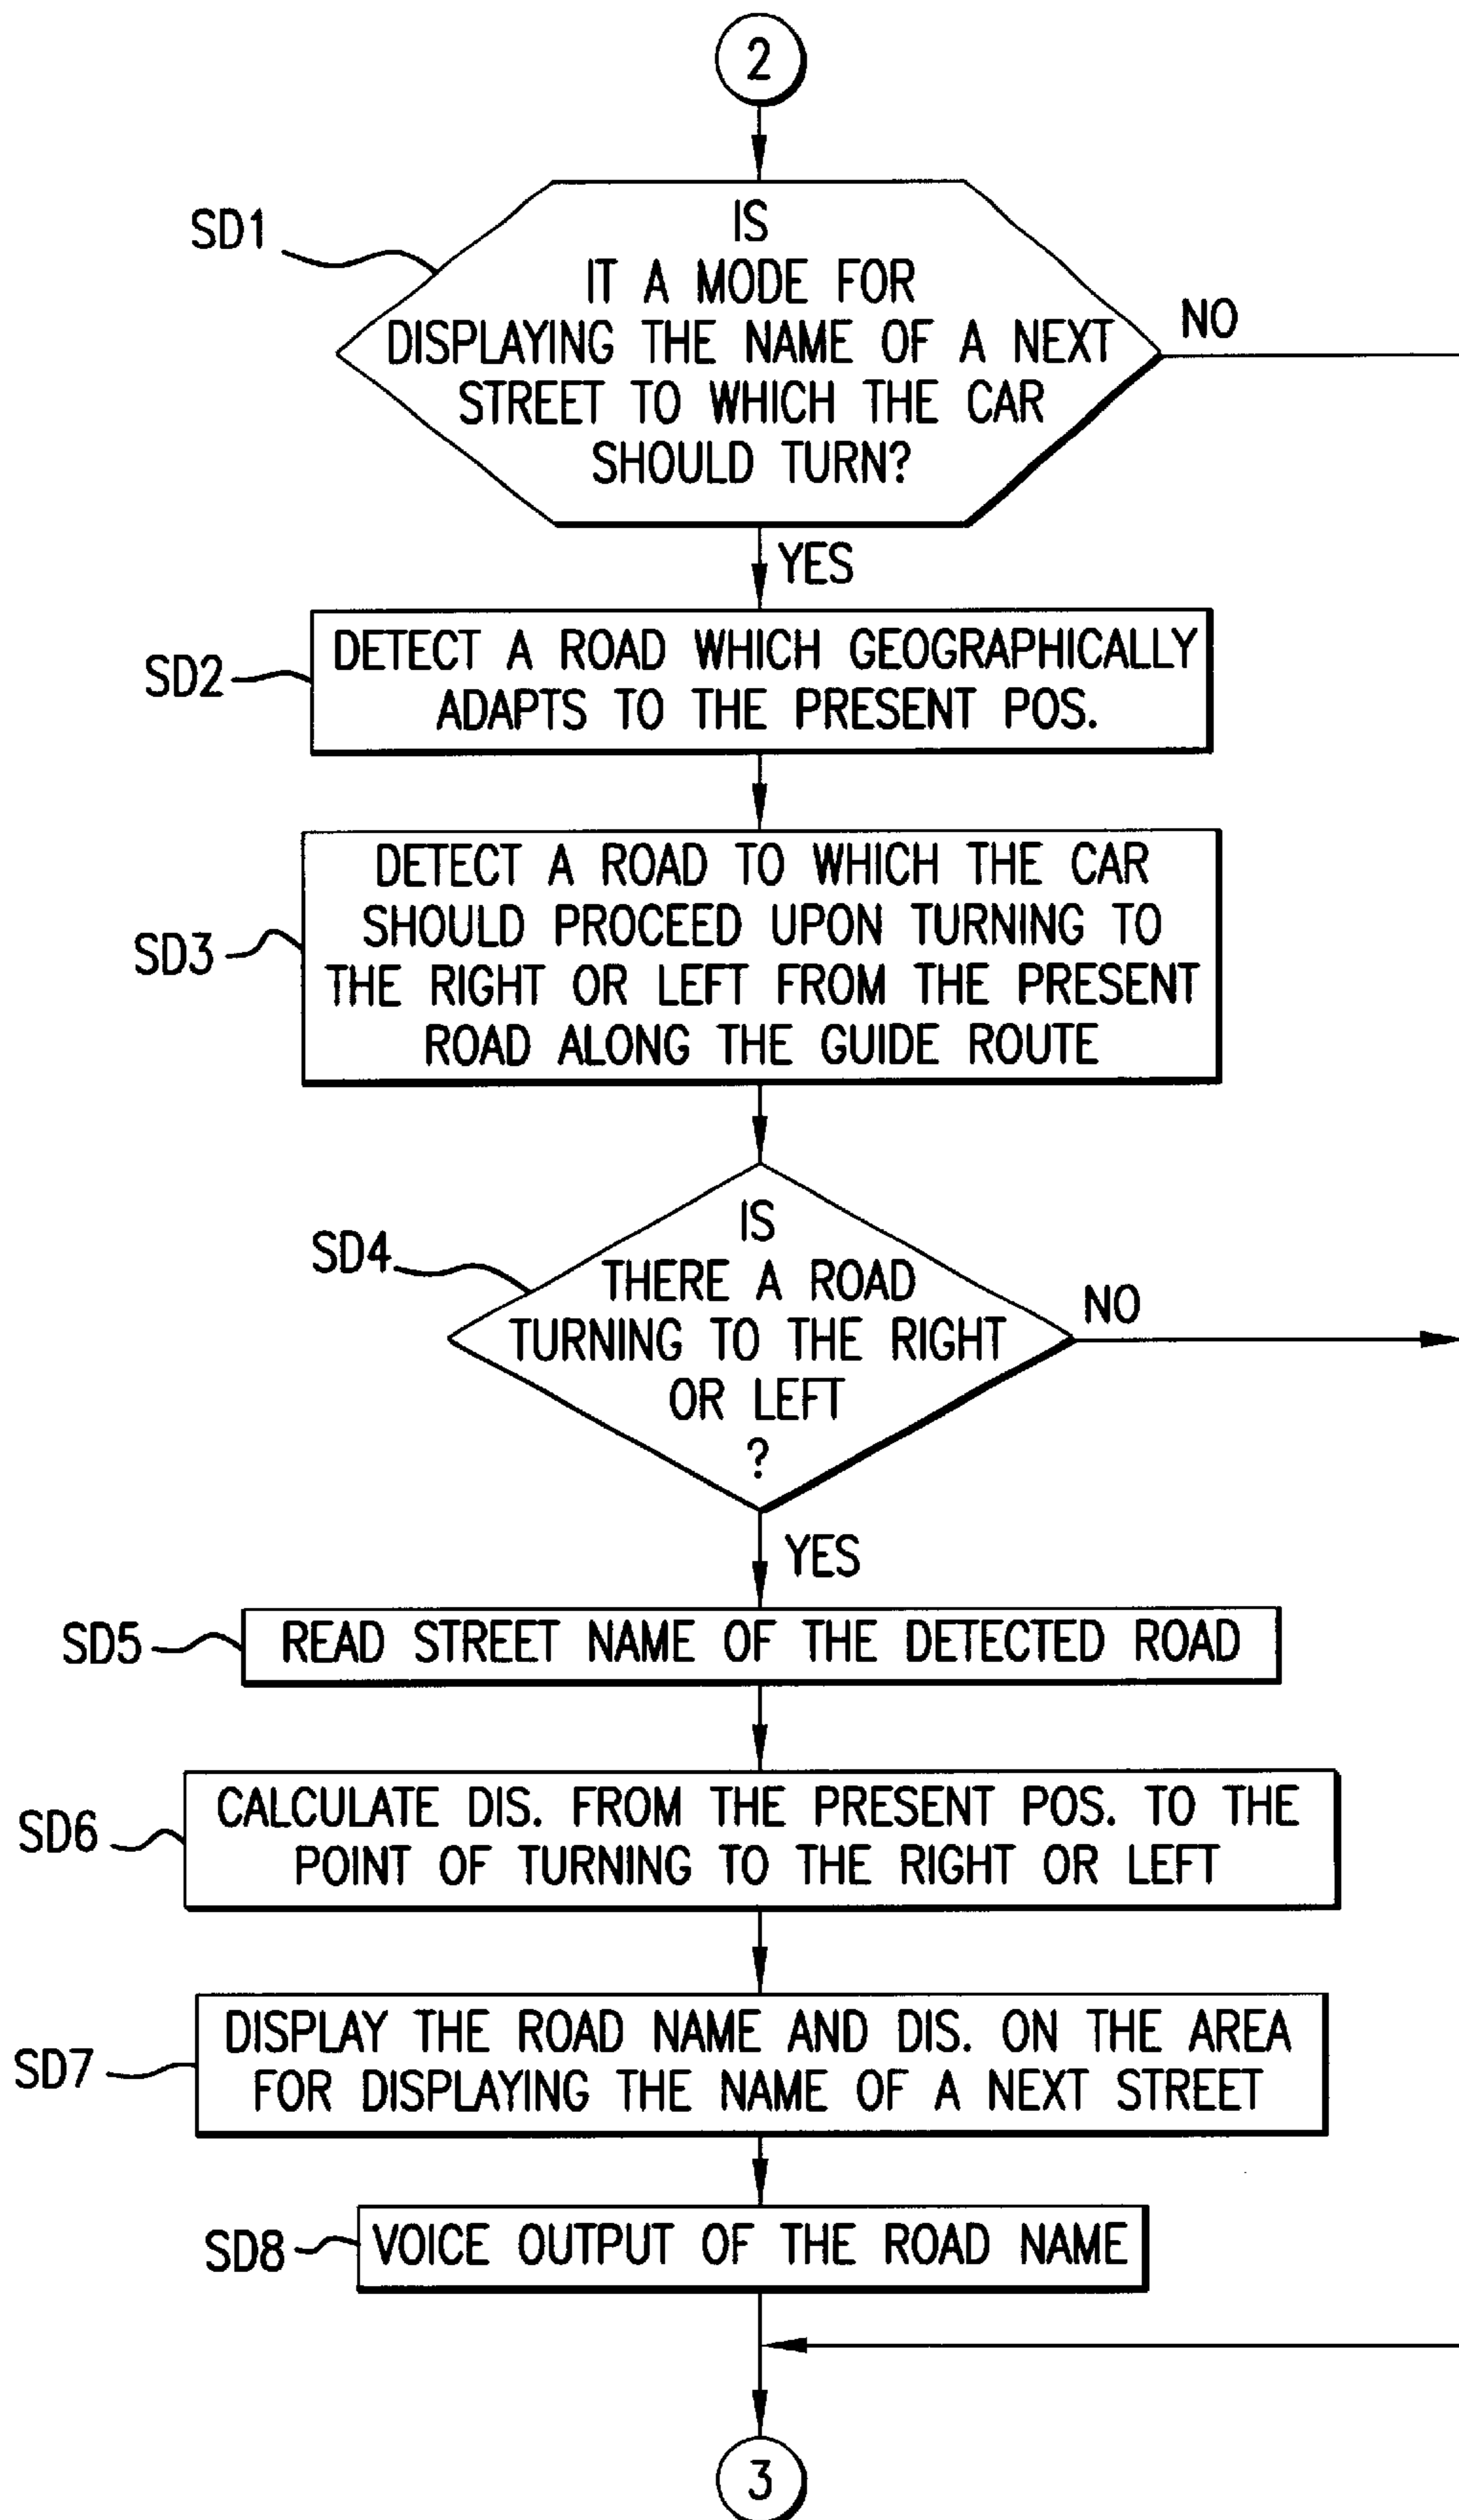 2
SD1
IS
IT A MODE FOR
DISPLAYING THE NAME OF A NEXT
STREET TO WHICH THE CAR
SHOULD TURN?
NO
YES
SD2
DETECT A ROAD WHICH GEOGRAPHICALLY
ADAPTS TO THE PRESENT POS.
SD3
DETECT A ROAD TO WHICH THE CAR
SHOULD PROCEED UPON TURNING TO
THE RIGHT OR LEFT FROM THE PRESENT
ROAD ALONG THE GUIDE ROUTE
SD4
IS
THERE A ROAD
TURNING TO THE RIGHT
OR LEFT
?
NO
YES
SD5
READ STREET NAME OF THE DETECTED ROAD
SD6
CALCULATE DIS. FROM THE PRESENT POS. TO THE
POINT OF TURNING TO THE RIGHT OR LEFT
SD7
DISPLAY THE ROAD NAME AND DIS. ON THE AREA
FOR DISPLAYING THE NAME OF A NEXT STREET
SD8
VOICE OUTPUT OF THE ROAD NAME
3